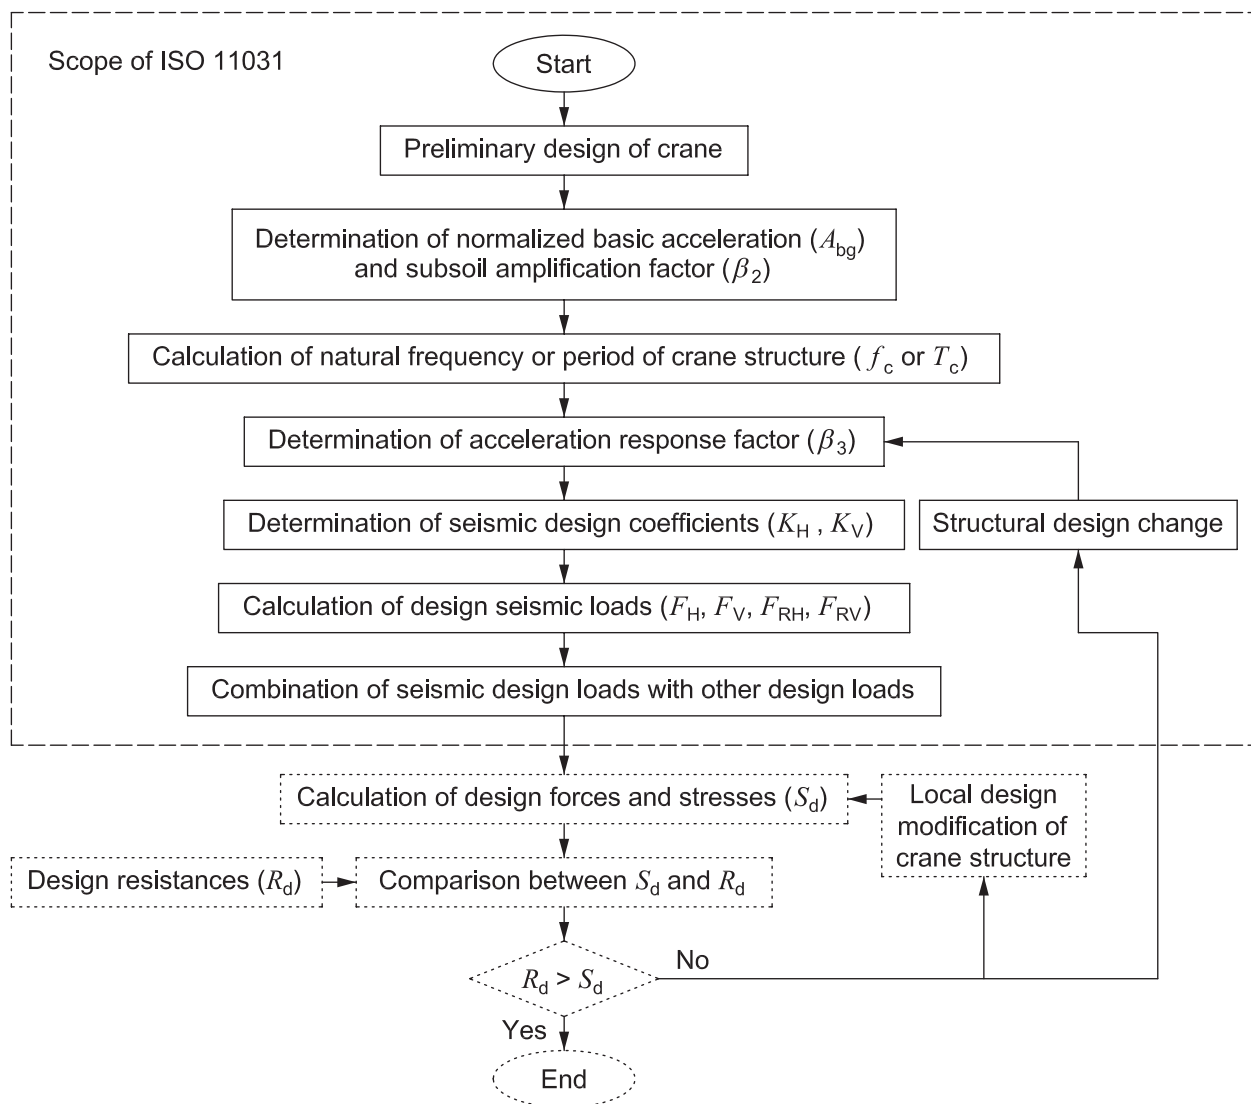 Scope of ISO 11031
Start
Preliminary design of crane
Determination of normalized basic acceleration (A_bg)
and subsoil amplification factor (β_2)
Calculation of natural frequency or period of crane structure ( f_c or T_c)
Determination of acceleration response factor (β_3)
Determination of seismic design coefficients (K_H , K_V)
Structural design change
Calculation of design seismic loads (F_H, F_V, F_RH, F_RV)
Combination of seismic design loads with other design loads
Calculation of design forces and stresses (S_d)
Local design
modification of
crane structure
Design resistances (R_d)
Comparison between S_d and R_d
R_d > S_d
No
Yes
End